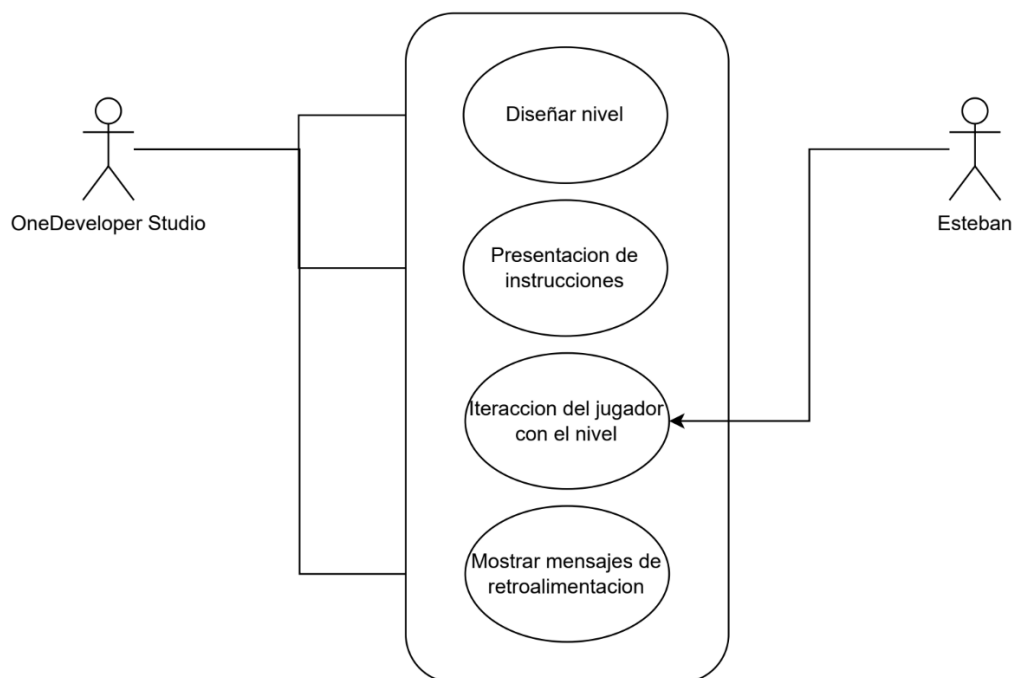 Diseñar nivel
OneDeveloper Studio
Esteban
Presentacion de
instrucciones
Iteraccion del jugador
con el nivel
Mostrar mensajes de
retroalimentacion